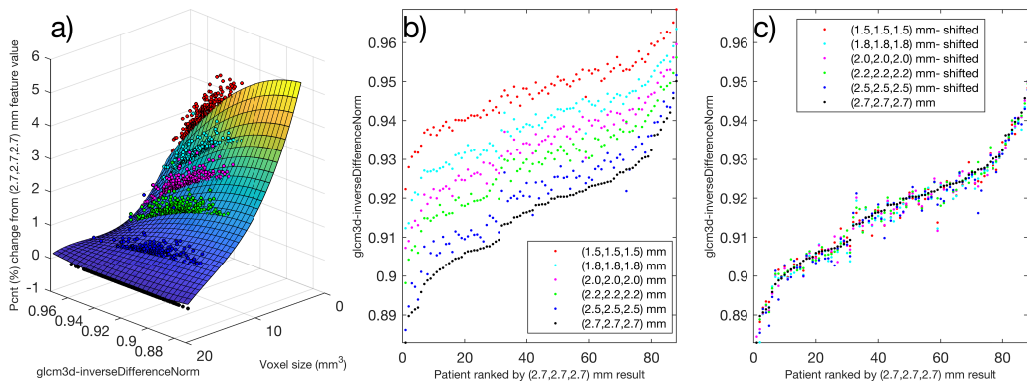 a)
Pcnt (%) change from (2.7,2.7,2.7) mm feature value
6
5
4
3
2
1
0
-1
0.96
0.94
0.92
0.9
0.88
glcm3d-inverseDifferenceNorm
20
10
0
Voxel size (mm³)
b)
glcm3d-inverseDifferenceNorm
0.96
0.95
0.94
0.93
0.92
0.91
0.9
0.89
(1.5,1.5,1.5) mm
(1.8,1.8,1.8) mm
(2.0,2.0,2.0) mm
(2.2,2.2,2.2) mm
(2.5,2.5,2.5) mm
(2.7,2.7,2.7) mm
0 20 40 60 80
Patient ranked by (2.7,2.7,2.7) mm result
c)
glcm3d-inverseDifferenceNorm
0.96
0.95
0.94
0.93
0.92
0.91
0.9
0.89
(1.5,1.5,1.5) mm- shifted
(1.8,1.8,1.8) mm- shifted
(2.0,2.0,2.0) mm- shifted
(2.2,2.2,2.2) mm- shifted
(2.5,2.5,2.5) mm- shifted
(2.7,2.7,2.7) mm
0 20 40 60 80
Patient ranked by (2.7,2.7,2.7) mm result